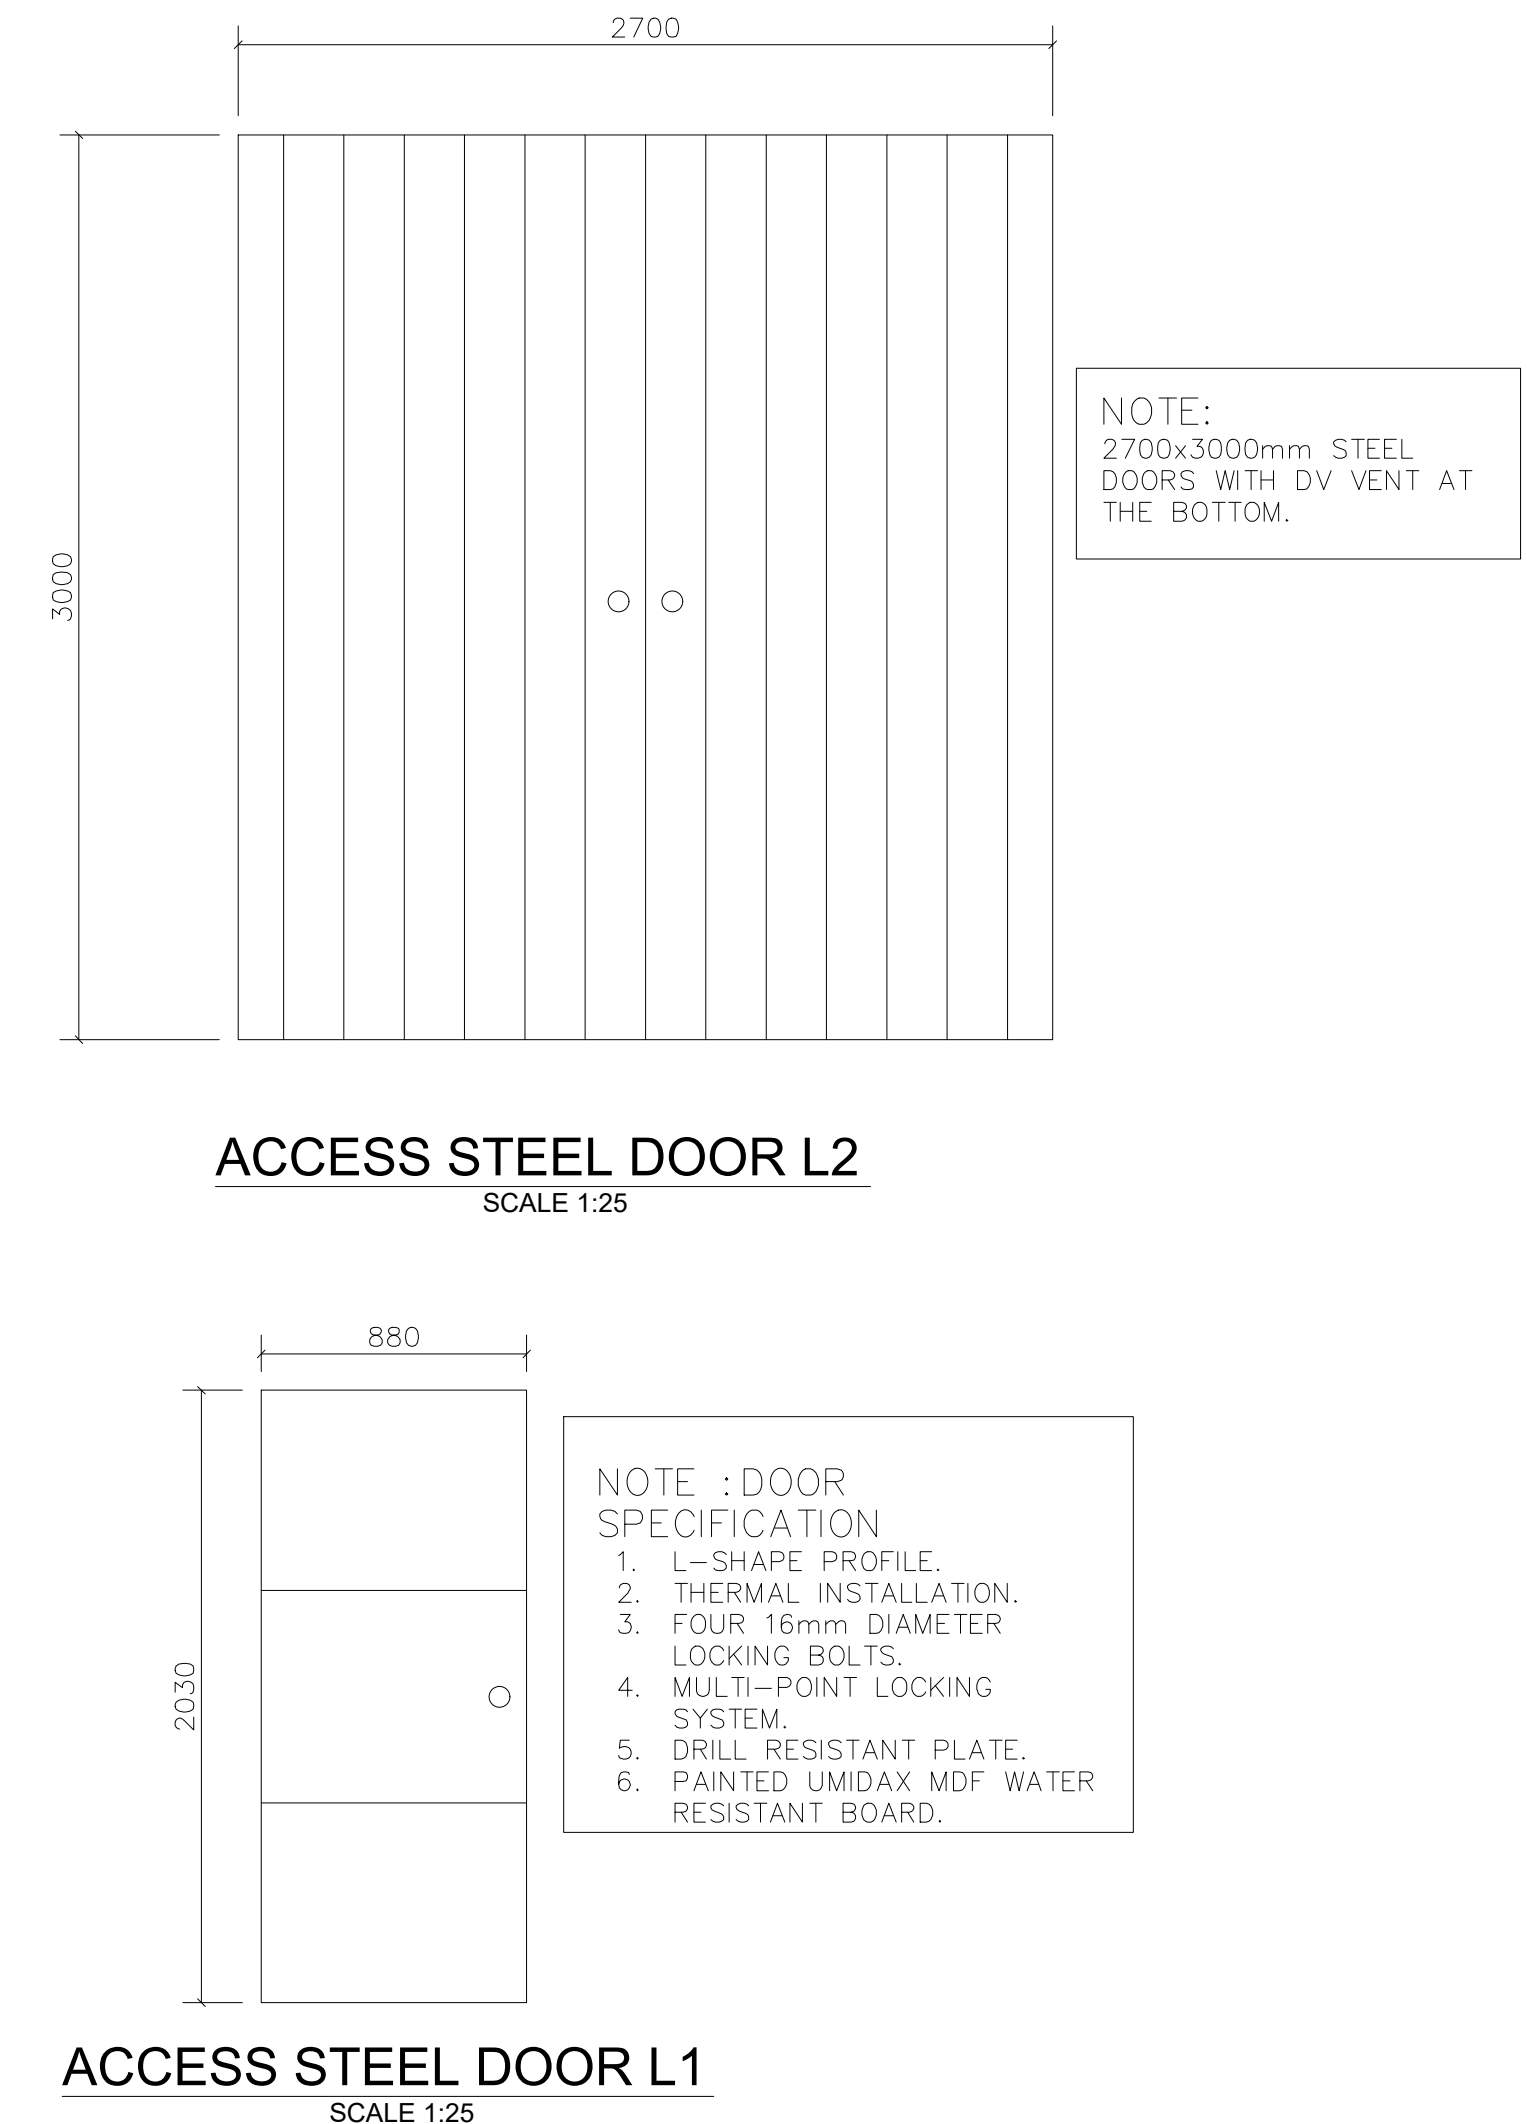 2700
3000
NOTE:
2700x3000mm STEEL
DOORS WITH DV VENT AT
THE BOTTOM.
ACCESS STEEL DOOR L2
SCALE 1:25
880
2030
NOTE : DOOR
SPECIFICATION
1. L-SHAPE PROFILE.
2. THERMAL INSTALLATION.
3. FOUR 16mm DIAMETER
LOCKING BOLTS.
4. MULTI-POINT LOCKING
SYSTEM.
5. DRILL RESISTANT PLATE.
6. PAINTED UMIDAX MDF WATER
RESISTANT BOARD.
ACCESS STEEL DOOR L1
SCALE 1:25